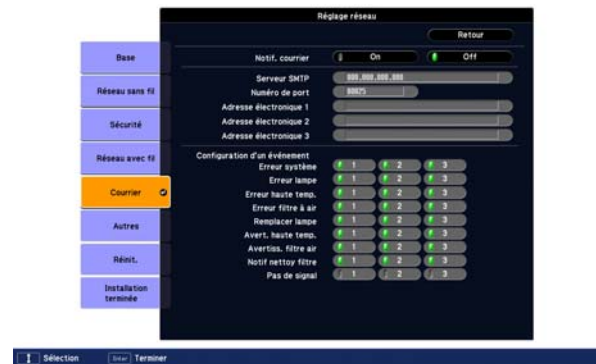 Réglage réseau
Retour
Base
Réseau sans fil
Sécurité
Réseau avec fil
Courrier
Autres
Réinit.
Installation
terminée
Notif. courrier On Off
Serveur SMTP 000.000.000.000
Numéro de port 00025
Adresse électronique 1
Adresse électronique 2
Adresse électronique 3
Configuration d'un événement
Erreur système 1 2 3
Erreur lampe 1 2 3
Erreur haute temp. 1 2 3
Erreur filtre à air 1 2 3
Remplacer lampe 1 2 3
Avert. haute temp. 1 2 3
Avertiss. filtre air 1 2 3
Notif nettoy filtre 1 2 3
Pas de signal 1 2 3
Sélection Enter Terminer